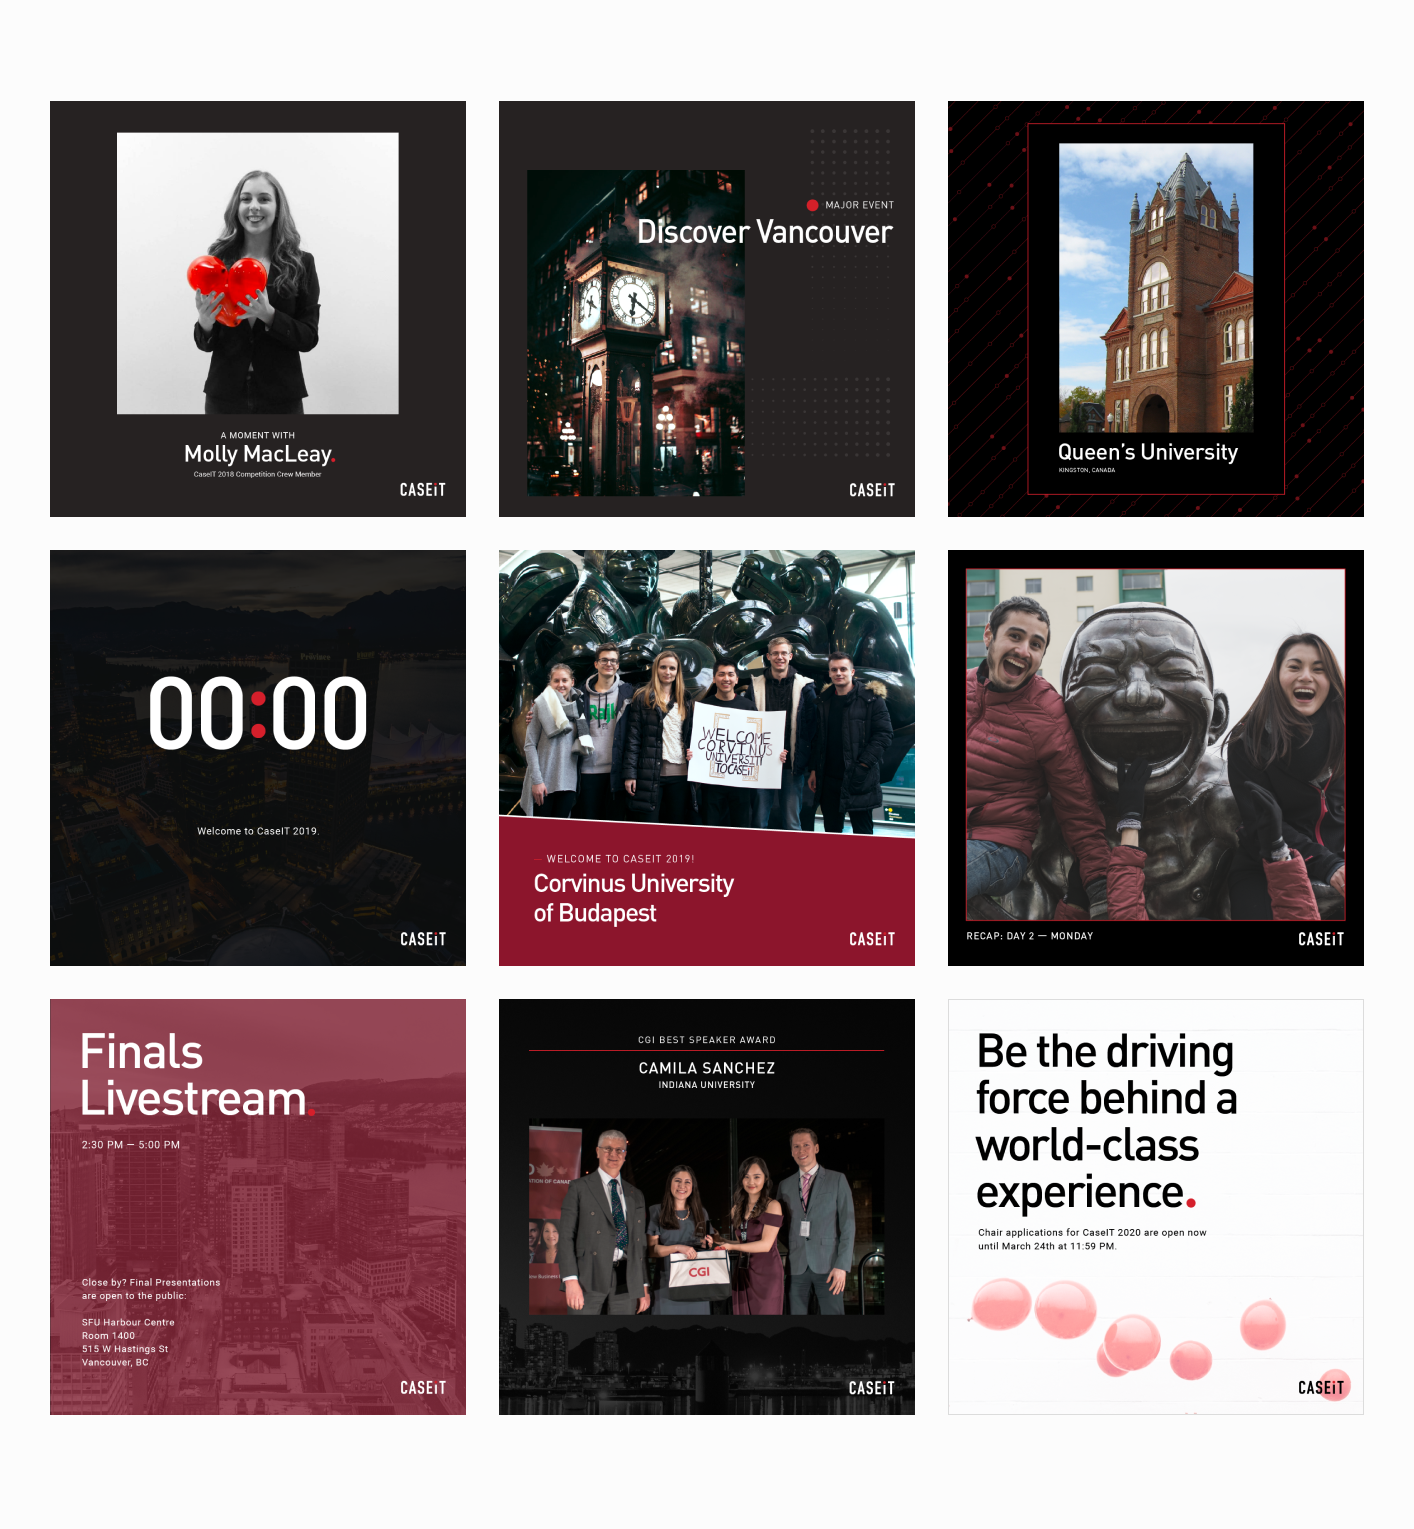 A MOMENT WITH
Molly MacLeay.
CaseIT 2018 Competition Crew Member
CASEiT
MAJOR EVENT
Discover Vancouver
CASEiT
Queen's University
KINGSTON, CANADA
00:00
Welcome to CaseIT 2019.
CASEiT
WELCOME
CORVINUS
UNIVERSITY
TO CASEiT
— WELCOME TO CASEIT 2019!
Corvinus University
of Budapest
CASEiT
RECAP: DAY 2 — MONDAY
CASEiT
Finals
Livestream.
2:30 PM — 5:00 PM
Close by? Final Presentations
are open to the public:
SFU Harbour Centre
Room 1400
515 W Hastings St
Vancouver, BC
CASEiT
CGI BEST SPEAKER AWARD
CAMILA SANCHEZ
INDIANA UNIVERSITY
CGI
CASEiT
Be the driving
force behind a
world-class
experience.
Chair applications for CaseIT 2020 are open now
until March 24th at 11:59 PM.
CASEiT